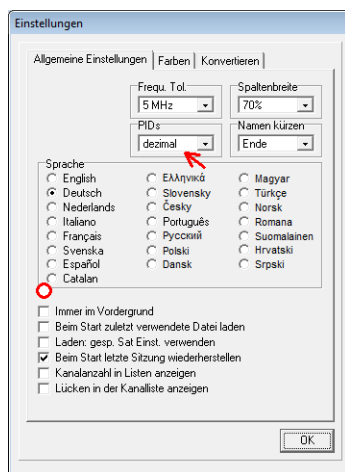 Einstellungen
Allgemeine Einstellungen Farben Konvertieren
Frequ. Tol. Spaltenbreite
5 MHz 70%
PIDs Namen kürzen
dezimal Ende
Sprache
English Ελληνικά Magyar
Deutsch Slovensky Türkçe
Nederlands Česky Norsk
Italiano Português Romana
Français Русский Suomalainen
Svenska Polski Hrvatski
Español Dansk Srpski
Catalan
Immer im Vordergrund
Beim Start zuletzt verwendete Datei laden
Laden: gesp. Sat Einst. verwenden
Beim Start letzte Sitzung wiederherstellen
Kanalanzahl in Listen anzeigen
Lücken in der Kanalliste anzeigen
OK